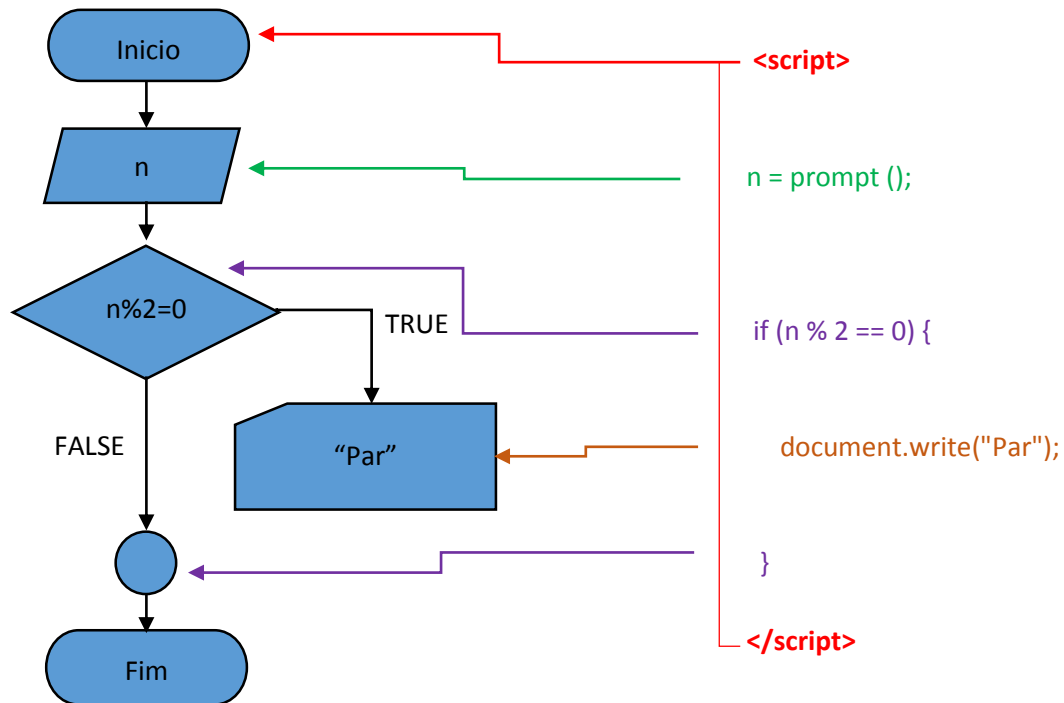 Inicio
<script>
n
n = prompt ();
n%2=0
TRUE
if (n % 2 == 0) {
FALSE
“Par”
document.write("Par");
}
</script>
Fim